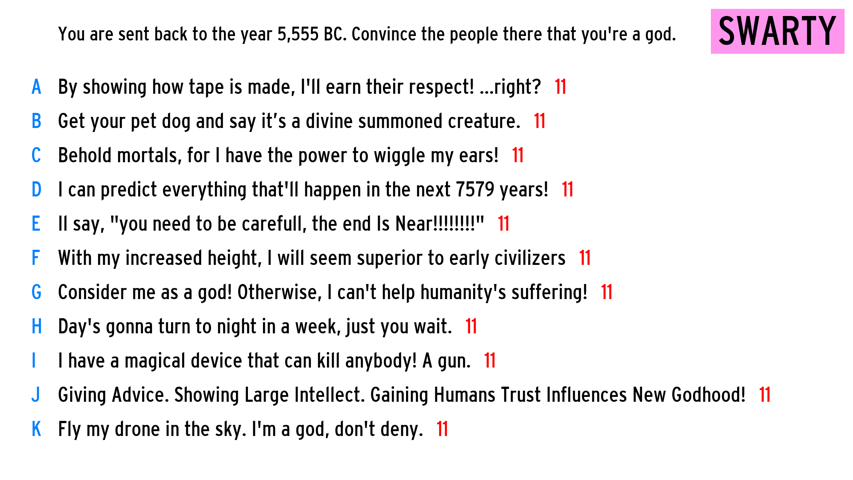 You are sent back to the year 5,555 BC. Convince the people there that you're a god.
SWARTY
A By showing how tape is made, I'll earn their respect! ...right? 11
B Get your pet dog and say it’s a divine summoned creature. 11
C Behold mortals, for I have the power to wiggle my ears! 11
D I can predict everything that'll happen in the next 7579 years! 11
E Il say, "you need to be carefull, the end Is Near!!!!!!!!" 11
F With my increased height, I will seem superior to early civilizers 11
G Consider me as a god! Otherwise, I can't help humanity's suffering! 11
H Day's gonna turn to night in a week, just you wait. 11
I I have a magical device that can kill anybody! A gun. 11
J Giving Advice. Showing Large Intellect. Gaining Humans Trust Influences New Godhood! 11
K Fly my drone in the sky. I'm a god, don't deny. 11